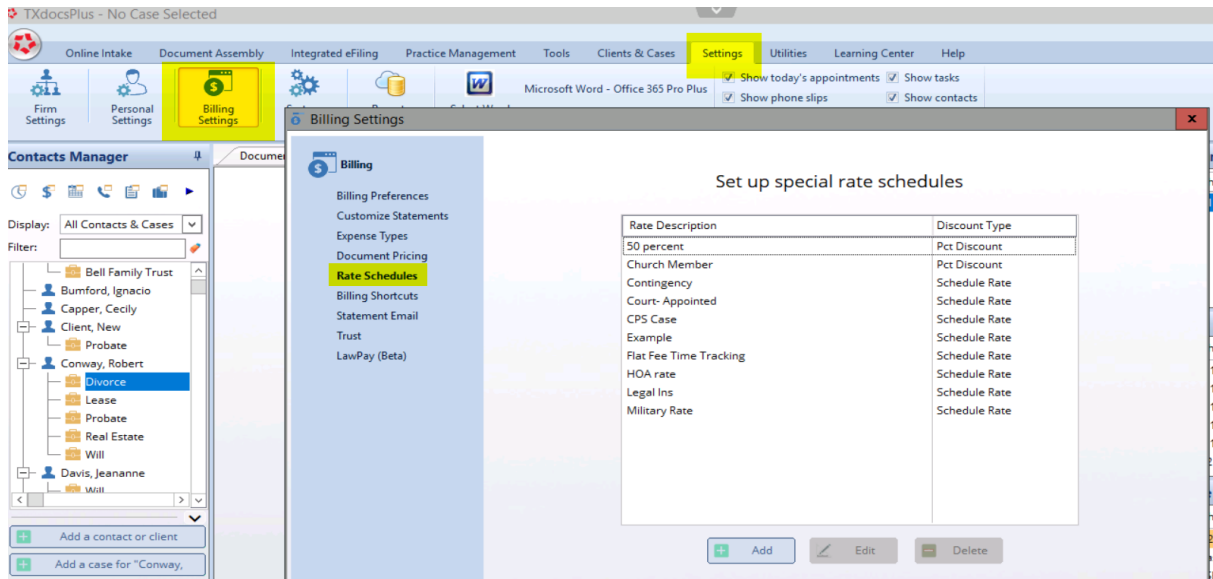 TXdocsPlus - No Case Selected
Online Intake Document Assembly Integrated eFiling Practice Management Tools Clients & Cases Settings Utilities Learning Center Help
Firm Settings
Personal Settings
Billing Settings
Microsoft Word - Office 365 Pro Plus
Show today's appointments Show tasks
Show phone slips Show contacts
Contacts Manager
Display: All Contacts & Cases
Filter:
Bell Family Trust
Bumford, Ignacio
Capper, Cecily
Client, New
Probate
Conway, Robert
Divorce
Lease
Probate
Real Estate
Will
Davis, Jeananne
Will
Add a contact or client
Add a case for "Conway,
Billing Settings
Billing
Billing Preferences
Customize Statements
Expense Types
Document Pricing
Rate Schedules
Billing Shortcuts
Statement Email
Trust
LawPay (Beta)
Set up special rate schedules
Rate Description Discount Type
50 percent Pct Discount
Church Member Pct Discount
Contingency Schedule Rate
Court- Appointed Schedule Rate
CPS Case Schedule Rate
Example Schedule Rate
Flat Fee Time Tracking Schedule Rate
HOA rate Schedule Rate
Legal Ins Schedule Rate
Military Rate Schedule Rate
Add Edit Delete